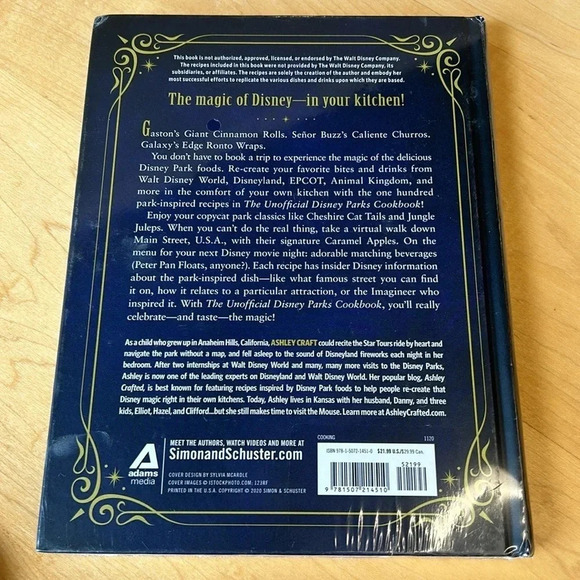 This book is not authorized, approved, licensed, or endorsed by The Walt Disney Company.
The recipes included in this book were not provided by The Walt Disney Company, its
subsidiaries, or affiliates. The recipes are solely the creation of the author and embody her
most successful efforts to replicate the various dishes and drinks upon which they are based.
The magic of Disney—in your kitchen!
Gaston's Giant Cinnamon Rolls. Señor Buzz's Caliente Churros.
Galaxy's Edge Ronto Wraps.
You don't have to book a trip to experience the magic of the delicious
Disney Park foods. Re-create your favorite bites and drinks from
Walt Disney World, Disneyland, EPCOT, Animal Kingdom, and
more in the comfort of your own kitchen with the one hundred
park-inspired recipes in The Unofficial Disney Parks Cookbook!
Enjoy your copycat park classics like Cheshire Cat Tails and Jungle
Juleps. When you can't do the real thing, take a virtual walk down
Main Street, U.S.A., with their signature Caramel Apples. On the
menu for your next Disney movie night: adorable matching beverages
(Peter Pan Floats, anyone?). Each recipe has insider Disney information
about the park-inspired dish—like what famous street you can find
it on, how it relates to a particular attraction, or the Imagineer who
inspired it. With The Unofficial Disney Parks Cookbook, you'll really
celebrate—and taste—the magic!
As a child who grew up in Anaheim Hills, California, ASHLEY CRAFT could recite the Star Tours ride by heart and
navigate the park without a map, and fell asleep to the sound of Disneyland fireworks each night in her
bedroom. After two internships at Walt Disney World and many, many more visits to the Disney Parks,
Ashley is now one of the leading experts on Disneyland and Walt Disney World. Her popular blog, Ashley
Crafted, is best known for featuring recipes inspired by Disney Park foods to help people re-create that
Disney magic right in their own kitchens. Today, Ashley lives in Kansas with her husband, Danny, and three
kids, Elliot, Hazel, and Clifford...but she still makes time to visit the Mouse. Learn more at AshleyCrafted.com.
adams
media
MEET THE AUTHORS, WATCH VIDEOS AND MORE AT
SimonandSchuster.com
COVER DESIGN BY SYLVIA MCARDLE
COVER IMAGES © ISTOCKPHOTO.COM: 123RF
PRINTED IN THE U.S.A. COPYRIGHT © 2020 SIMON & SCHUSTER
COOKING 1120
ISBN 978-1-5072-1451-0 $21.99 U.S./$29.99 Can.
52199
9 781507 214510